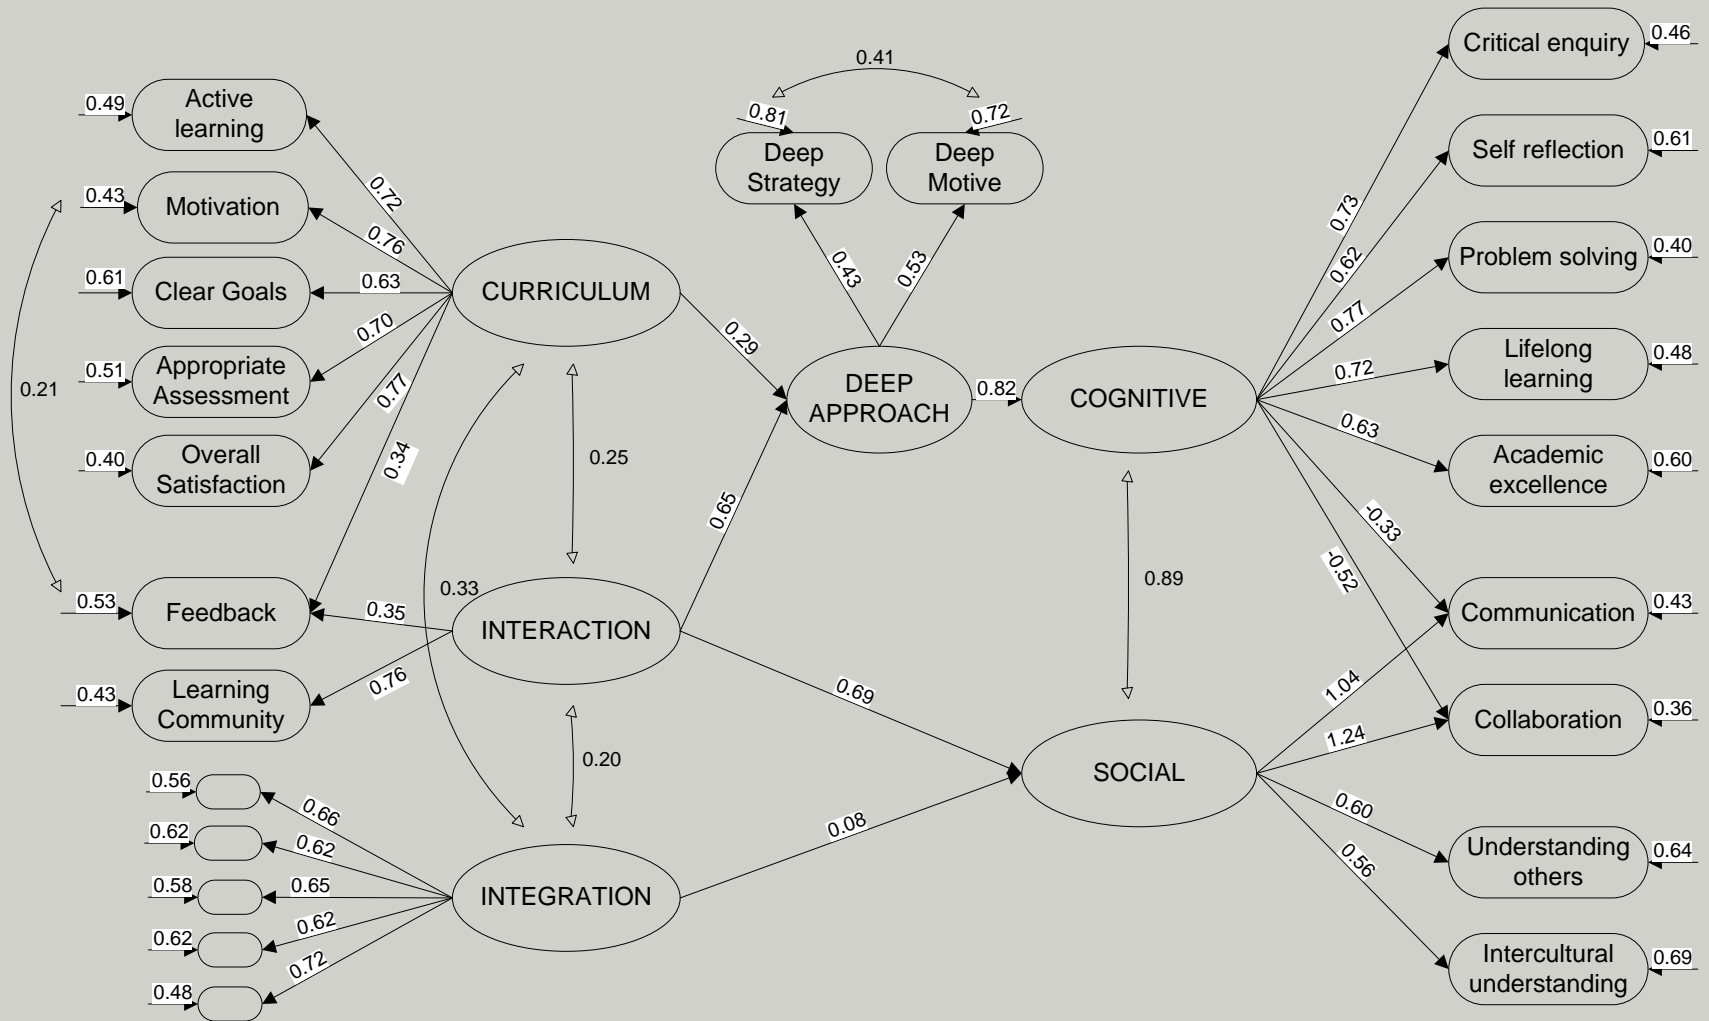 0.41
0.49
Active
learning
0.43
Motivation
0.61
Clear Goals
0.51
Appropriate
Assessment
0.40
Overall
Satisfaction
0.21
0.53
Feedback
0.43
Learning
Community
0.56
0.62
0.58
0.62
0.48
0.72
0.76
0.63
0.70
0.77
0.34
0.35
0.76
0.66
0.62
0.65
0.62
0.72
CURRICULUM
0.25
0.33
INTERACTION
0.20
INTEGRATION
0.81
Deep
Strategy
0.72
Deep
Motive
0.43
0.53
0.29
0.65
DEEP
APPROACH
0.82
COGNITIVE
0.89
0.69
0.08
SOCIAL
0.73
0.62
0.77
0.72
0.63
-0.33
-0.52
1.04
1.24
0.60
0.56
Critical enquiry
0.46
Self reflection
0.61
Problem solving
0.40
Lifelong
learning
0.48
Academic
excellence
0.60
Communication
0.43
Collaboration
0.36
Understanding
others
0.64
Intercultural
understanding
0.69